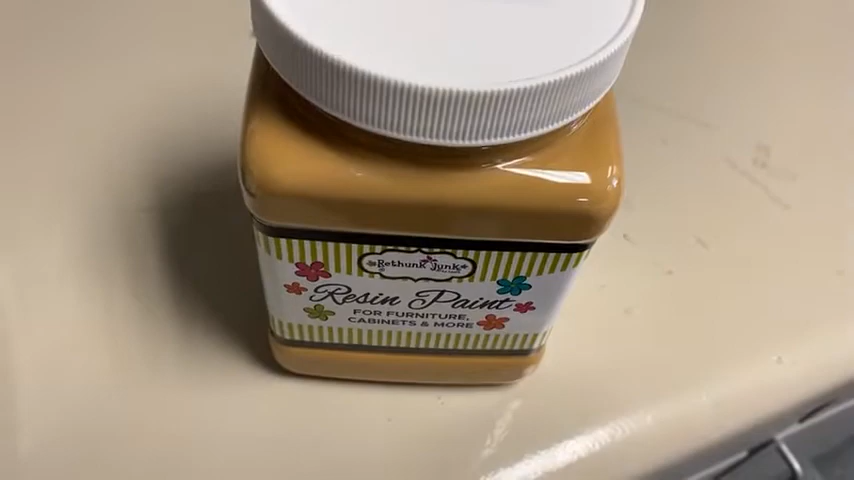 Rethunk Junk
Resin Paint
FOR FURNITURE,
CABINETS & MORE